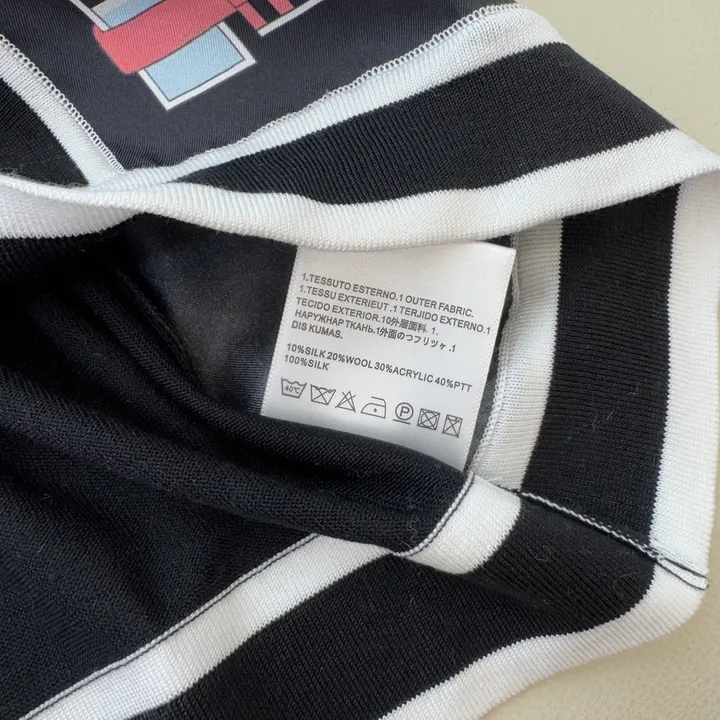 1.TESSUTO ESTERNO.1 OUTER FABRIC.
1.TESSU EXTERIEUT .1 TERJIDO EXTERNO.1
TECIDO EXTERIOR.10外層面料. 1.
НАРУЖНАР ТКАНЬ.1外面のつフリツャ .1
DIS KUMAS.
10%SILK 20%WOOL 30%ACRYLIC 40%PTT
100%SILK
40℃
P